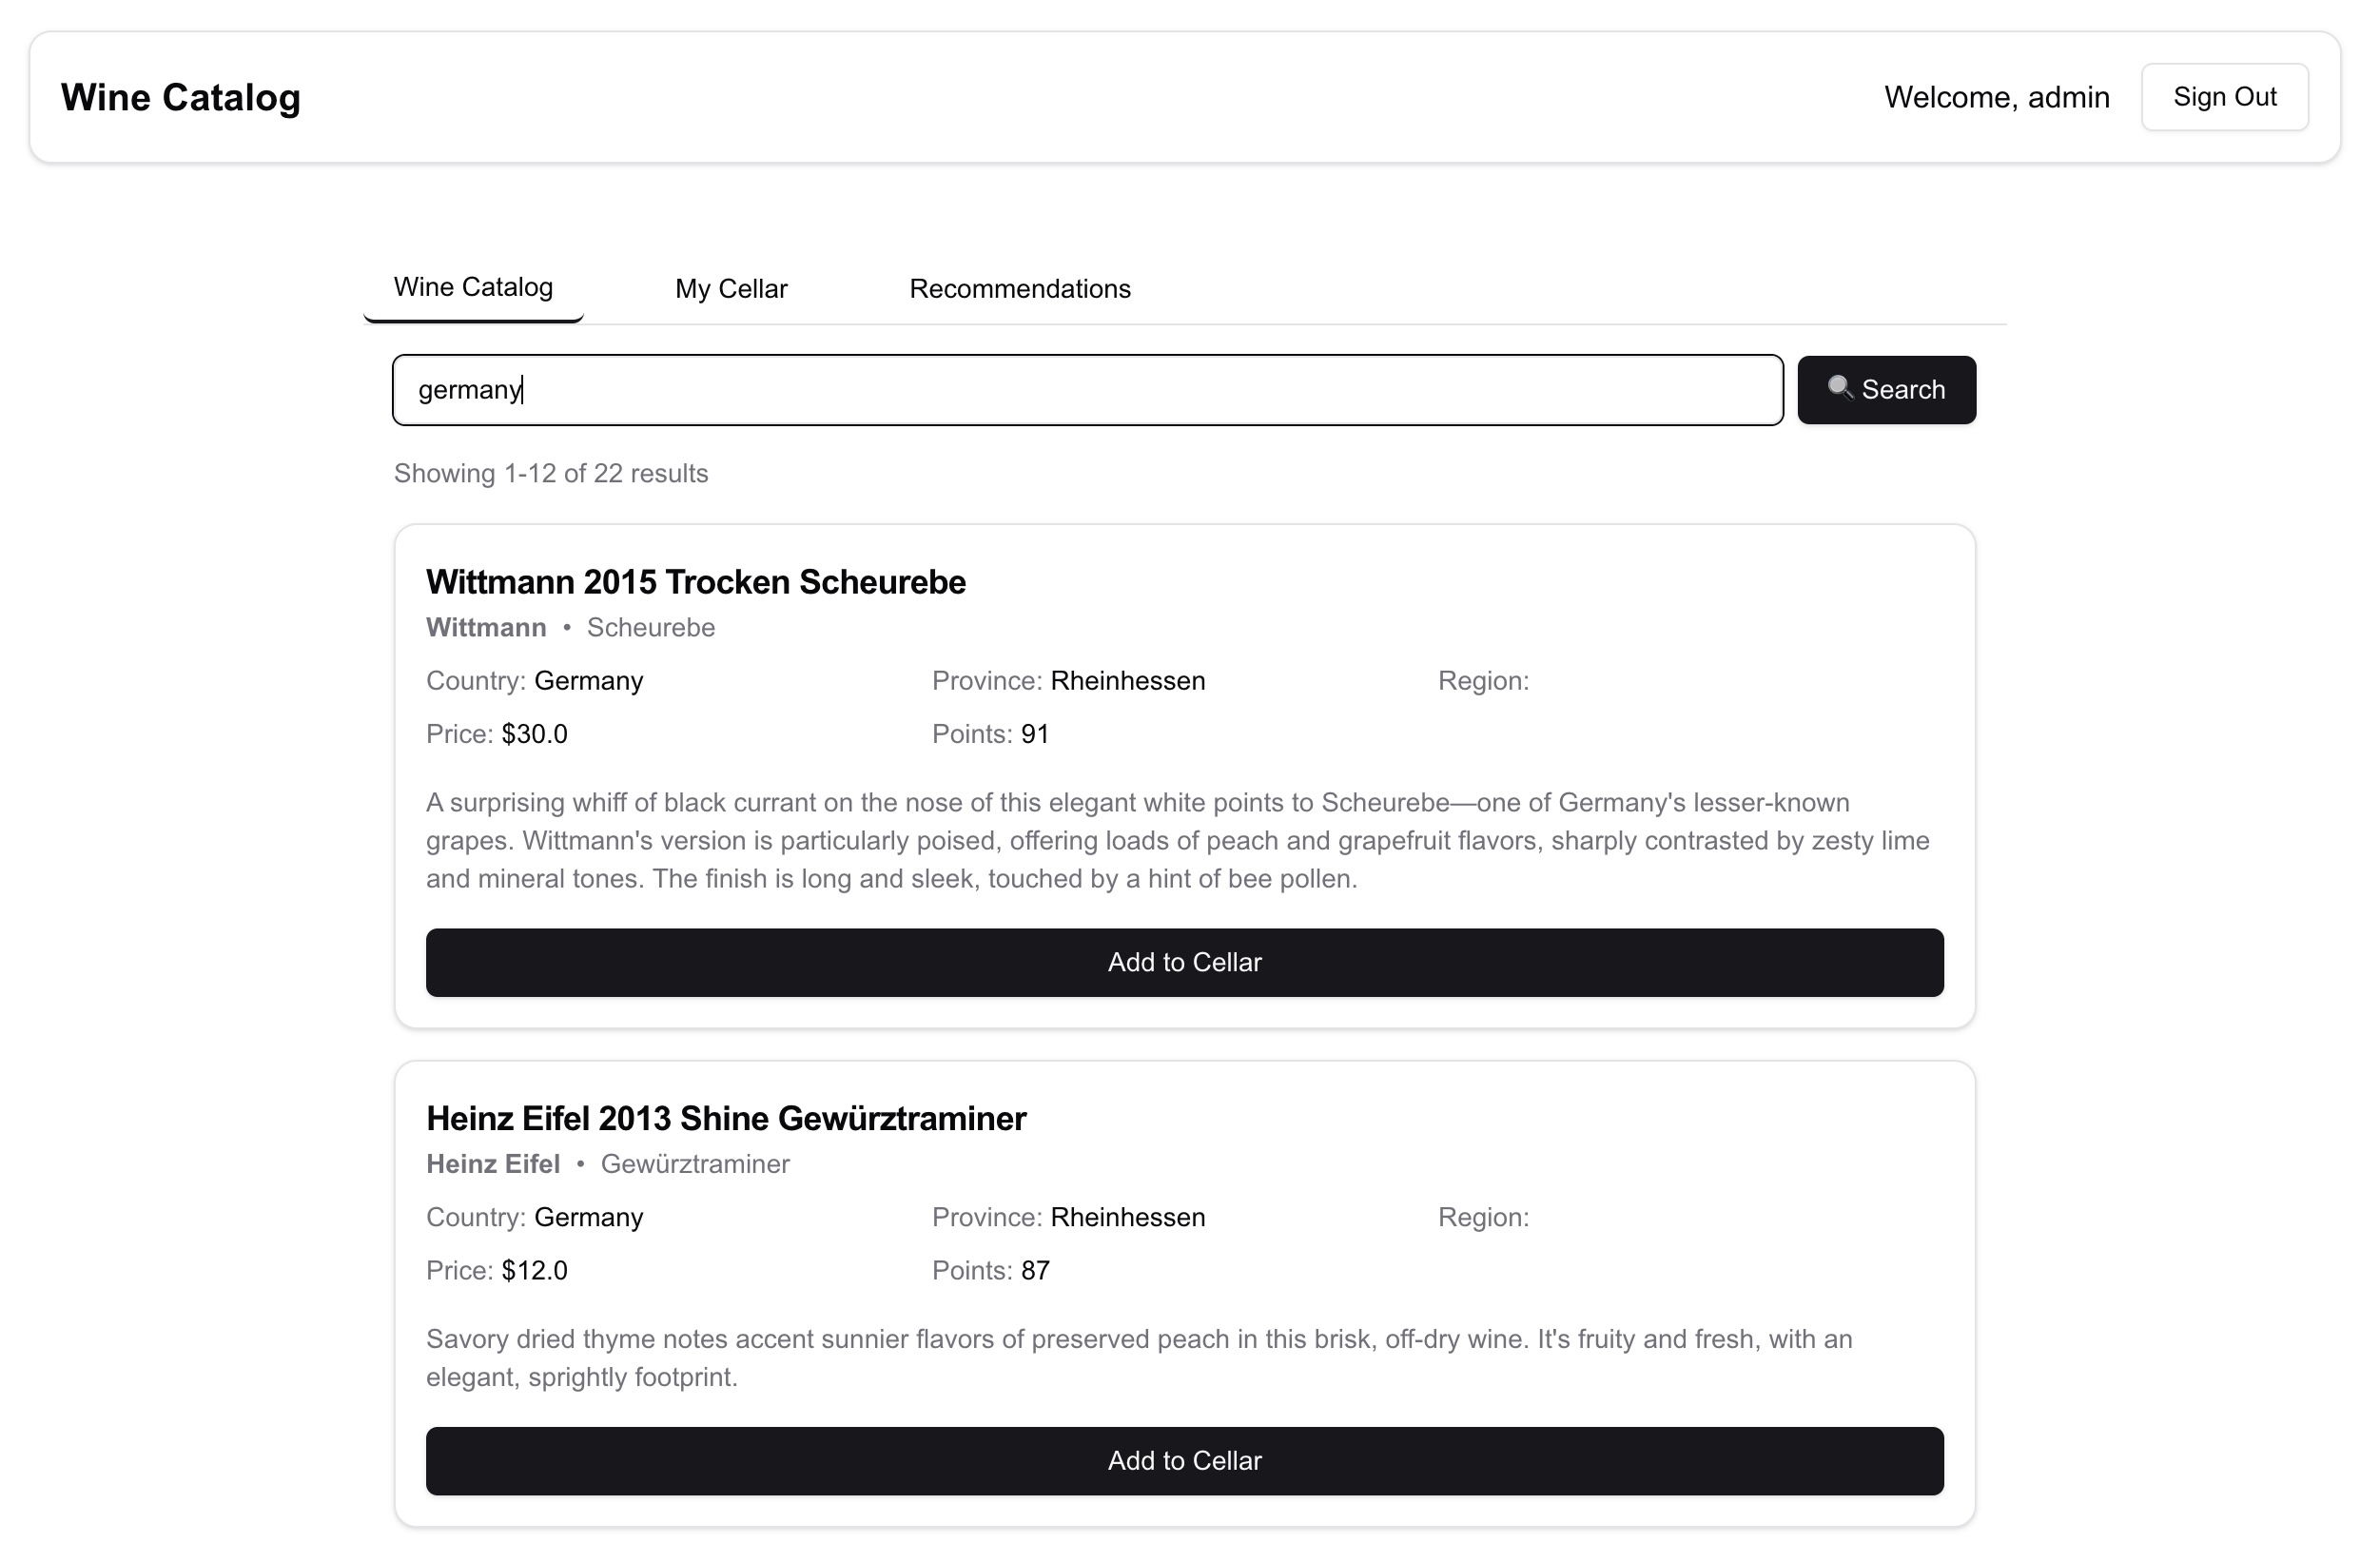 Wine Catalog
Welcome, admin
Sign Out
Wine Catalog
My Cellar
Recommendations
germany
🔍 Search
Showing 1-12 of 22 results
Wittmann 2015 Trocken Scheurebe
Wittmann • Scheurebe
Country: Germany
Province: Rheinhessen
Region:
Price: $30.0
Points: 91
A surprising whiff of black currant on the nose of this elegant white points to Scheurebe—one of Germany's lesser-known
grapes. Wittmann's version is particularly poised, offering loads of peach and grapefruit flavors, sharply contrasted by zesty lime
and mineral tones. The finish is long and sleek, touched by a hint of bee pollen.
Add to Cellar
Heinz Eifel 2013 Shine Gewürztraminer
Heinz Eifel • Gewürztraminer
Country: Germany
Province: Rheinhessen
Region:
Price: $12.0
Points: 87
Savory dried thyme notes accent sunnier flavors of preserved peach in this brisk, off-dry wine. It's fruity and fresh, with an
elegant, sprightly footprint.
Add to Cellar